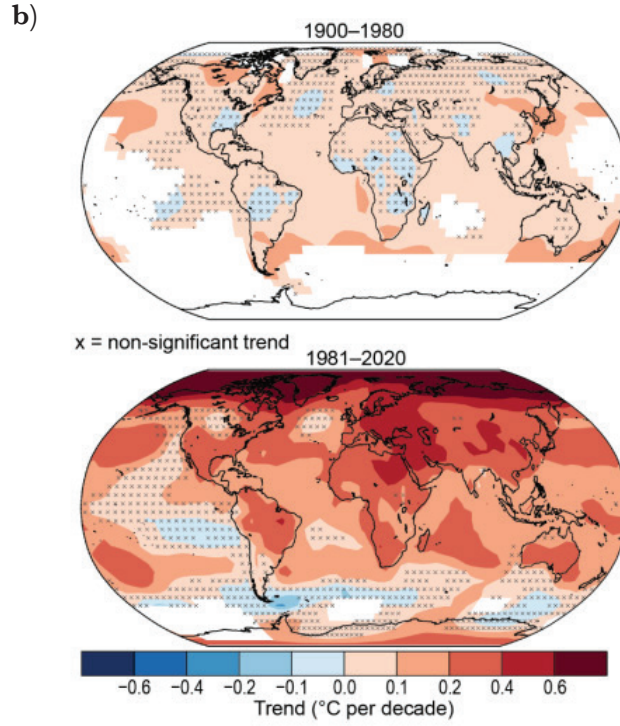 b)
1900–1980
x = non-significant trend
1981–2020
−0.6 −0.4 −0.2 −0.1 0.0 0.1 0.2 0.4 0.6
Trend (°C per decade)